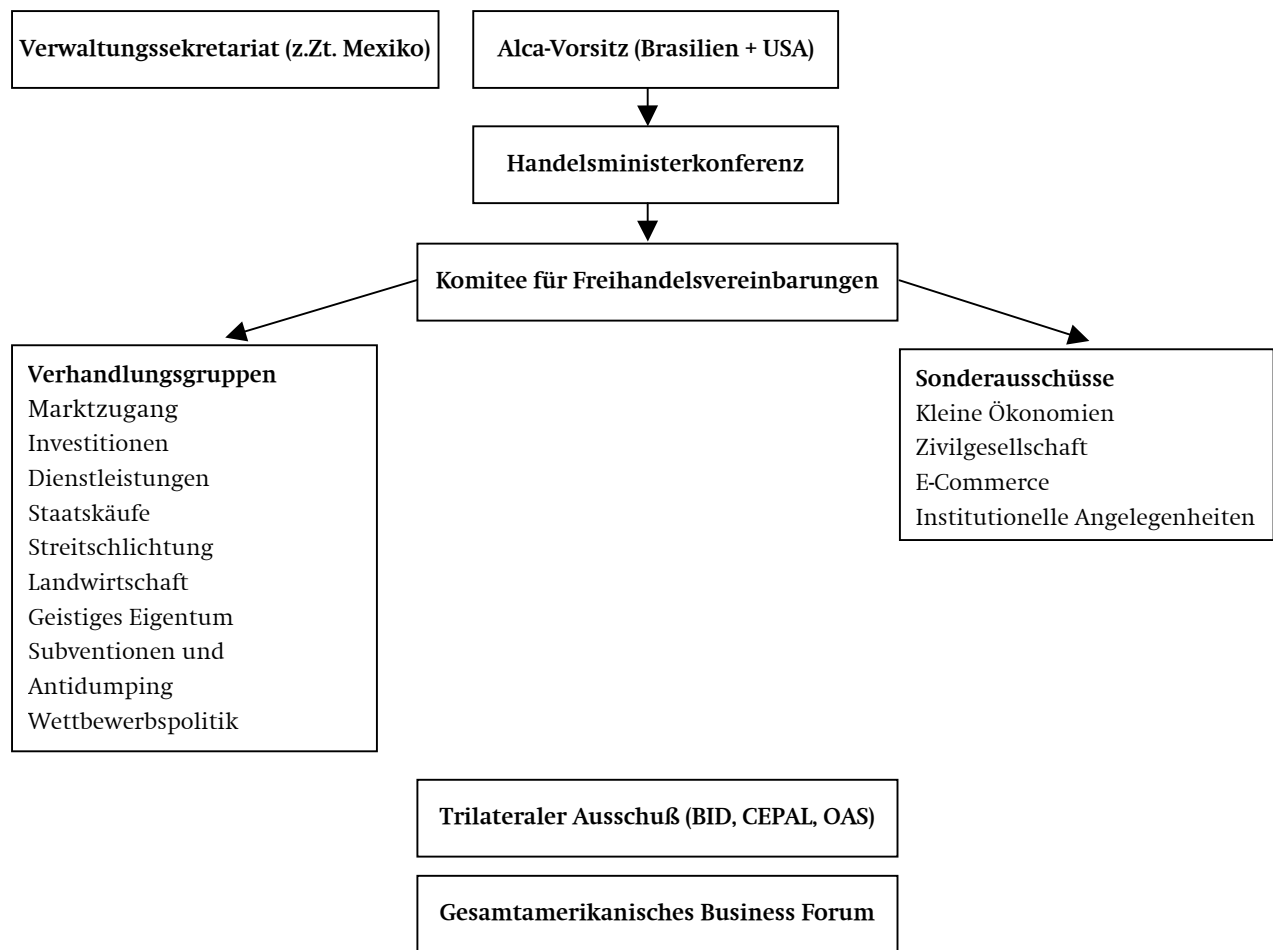 Verwaltungssekretariat (z.Zt. Mexiko)
Alca-Vorsitz (Brasilien + USA)
Handelsministerkonferenz
Komitee für Freihandelsvereinbarungen
Verhandlungsgruppen
Marktzugang
Investitionen
Dienstleistungen
Staatskäufe
Streitschlichtung
Landwirtschaft
Geistiges Eigentum
Subventionen und
Antidumping
Wettbewerbspolitik
Sonderausschüsse
Kleine Ökonomien
Zivilgesellschaft
E-Commerce
Institutionelle Angelegenheiten
Trilateraler Ausschuß (BID, CEPAL, OAS)
Gesamtamerikanisches Business Forum